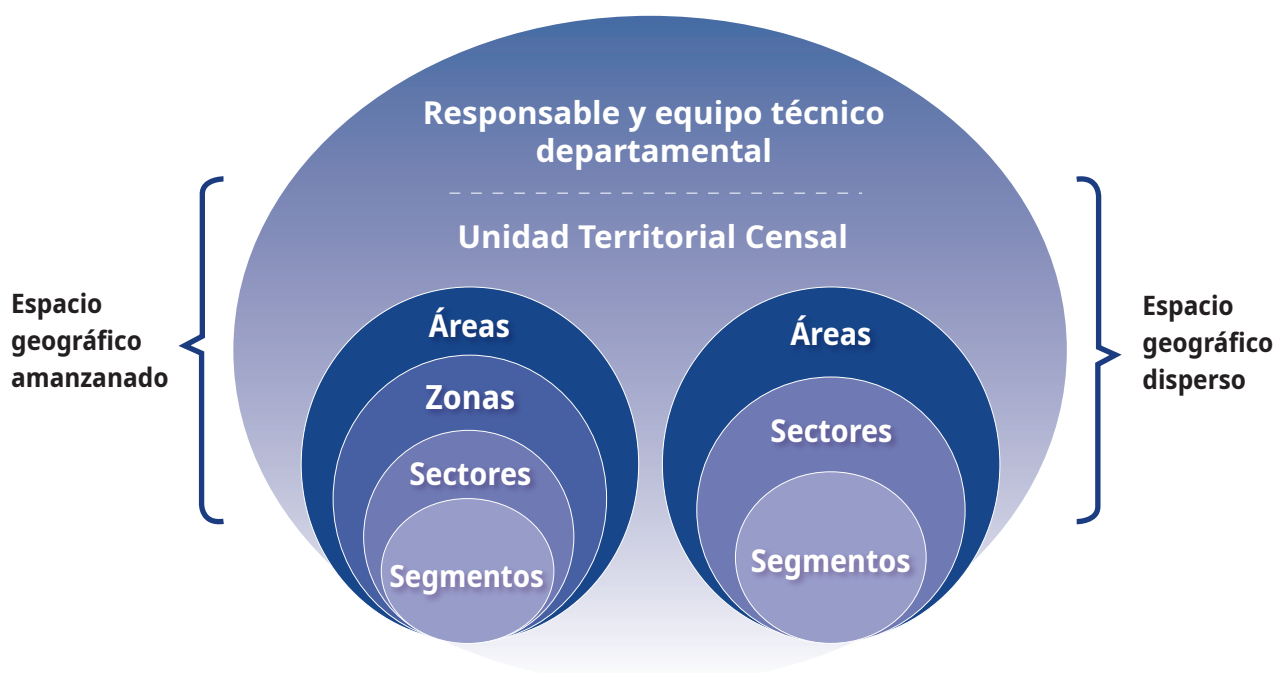 Responsable y equipo técnico
departamental
Unidad Territorial Censal
Espacio
geográfico
amanzanado
Áreas
Zonas
Sectores
Segmentos
Áreas
Sectores
Segmentos
Espacio
geográfico
disperso